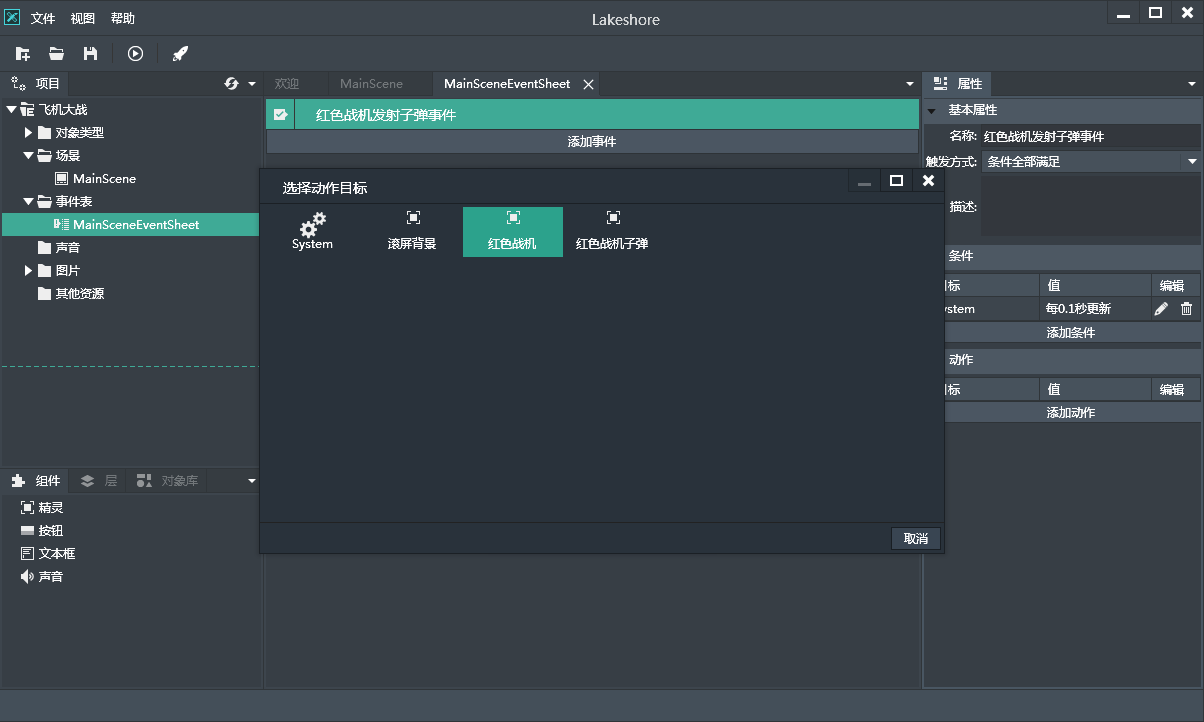 文件 视图 帮助
Lakeshore
项目
欢迎 MainScene MainSceneEventSheet
属性
飞机大战
对象类型
场景
MainScene
事件表
MainSceneEventSheet
声音
图片
其他资源
红色战机发射子弹事件
添加事件
选择动作目标
System 滚屏背景 红色战机 红色战机子弹
取消
基本属性
名称: 红色战机发射子弹事件
触发方式: 条件全部满足
描述:
条件
标 值 编辑
ystem 每0.1秒更新
添加条件
动作
标 值 编辑
添加动作
组件 层 对象库
精灵
按钮
文本框
声音